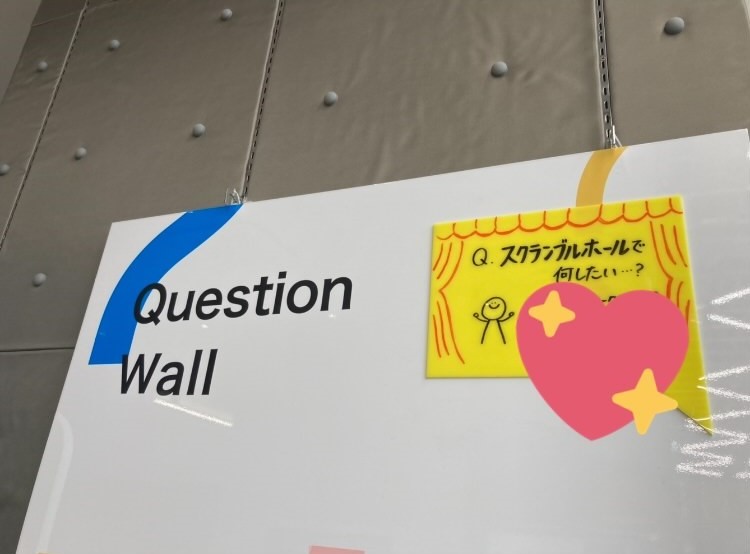 Question
Wall
Q. スクランブルホールで
何したい…?